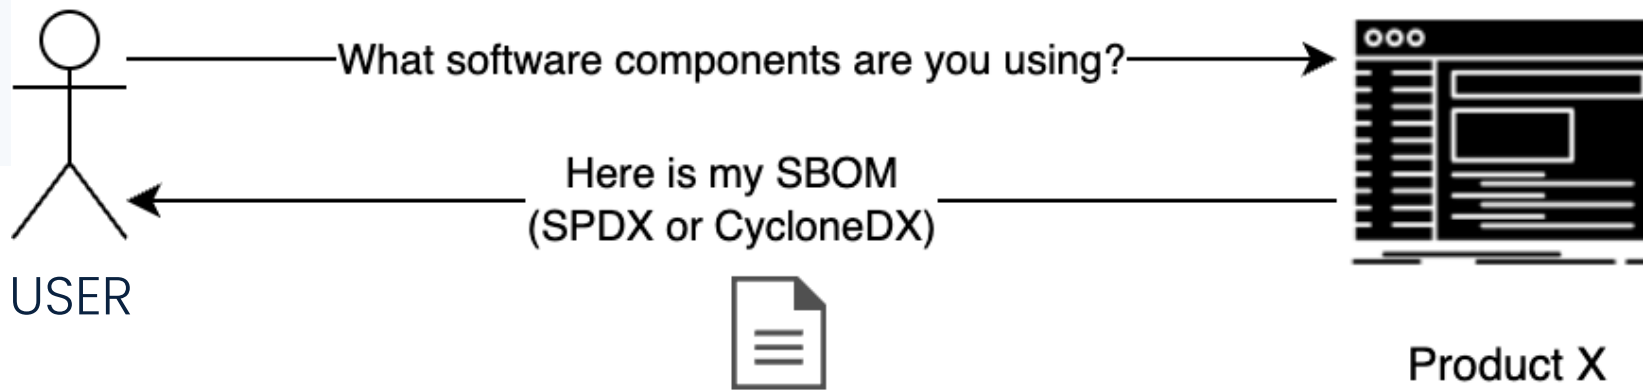 What software components are you using?
Here is my SBOM
(SPDX or CycloneDX)
USER
Product X